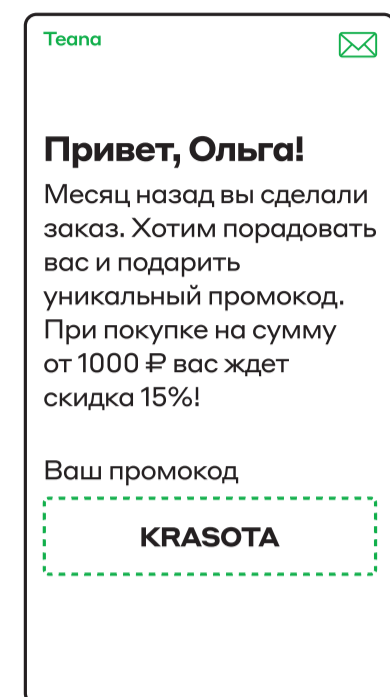 Teana
Привет, Ольга!
Месяц назад вы сделали
заказ. Хотим порадовать
вас и подарить
уникальный промокод.
При покупке на сумму
от 1000 ₽ вас ждет
скидка 15%!
Ваш промокод
KRASOTA